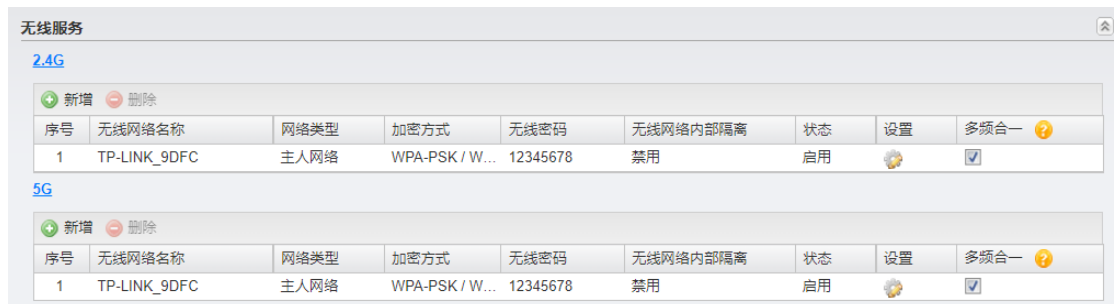 无线服务
2.4G
新增 删除
序号 无线网络名称 网络类型 加密方式 无线密码 无线网络内部隔离 状态 设置 多频合一 ?
1 TP-LINK_9DFC 主人网络 WPA-PSK / W... 12345678 禁用 启用
5G
新增 删除
序号 无线网络名称 网络类型 加密方式 无线密码 无线网络内部隔离 状态 设置 多频合一 ?
1 TP-LINK_9DFC 主人网络 WPA-PSK / W... 12345678 禁用 启用